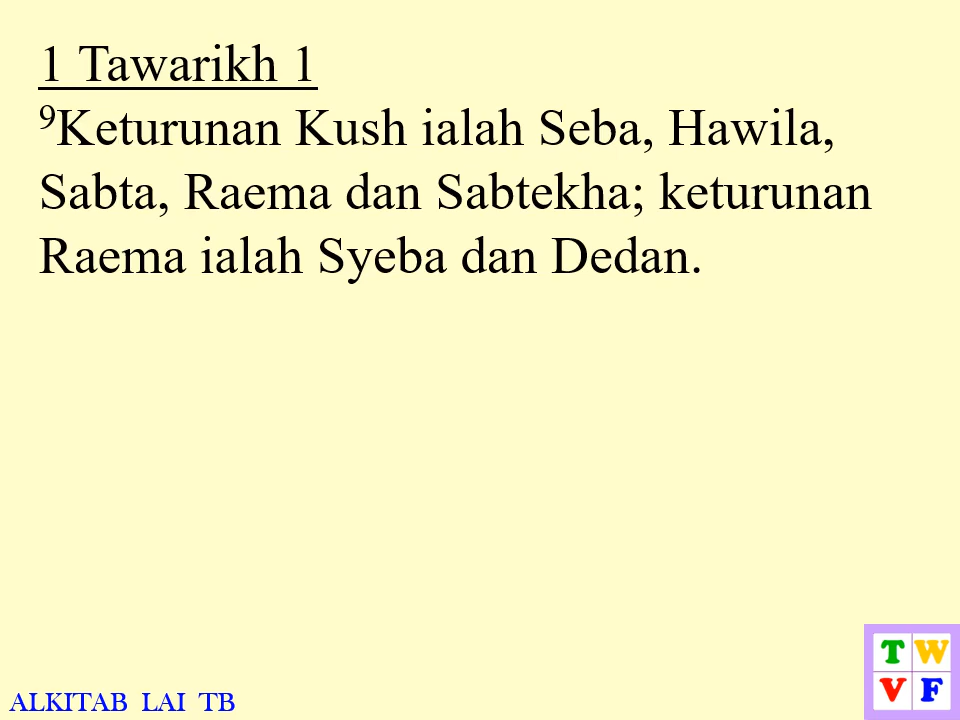 1 Tawarikh 1
⁹Keturunan Kush ialah Seba, Hawila,
Sabta, Raema dan Sabtekha; keturunan
Raema ialah Syeba dan Dedan.
ALKITAB LAI TB
T W
V F